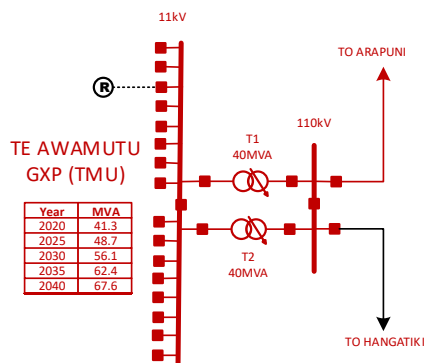 11kV
TO ARAPUNI
R
110kV
T1
40MVA
TE AWAMUTU
GXP (TMU)
Year MVA
2020 41.3
2025 48.7
2030 56.1
2035 62.4
2040 67.6
T2
40MVA
TO HANGATIKI